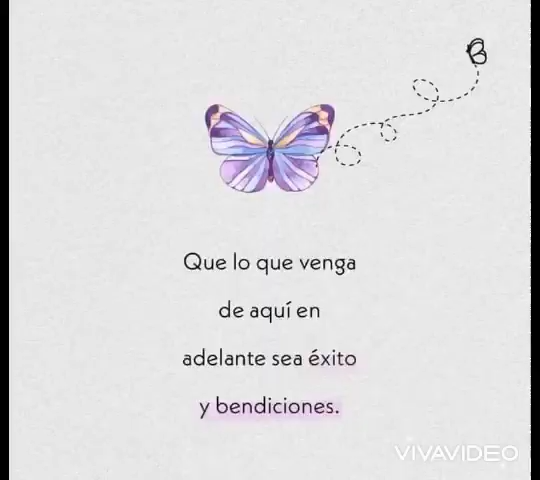 Que lo que venga
de aquí en
adelante sea éxito
y bendiciones.
VIVAVIDEO